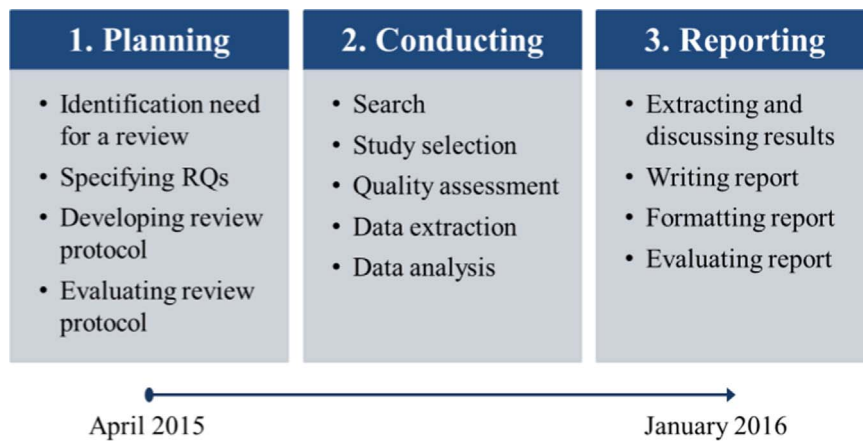 1. Planning
• Identification need
for a review
• Specifying RQs
• Developing review
protocol
• Evaluating review
protocol
2. Conducting
• Search
• Study selection
• Quality assessment
• Data extraction
• Data analysis
3. Reporting
• Extracting and
discussing results
• Writing report
• Formatting report
• Evaluating report
April 2015
January 2016